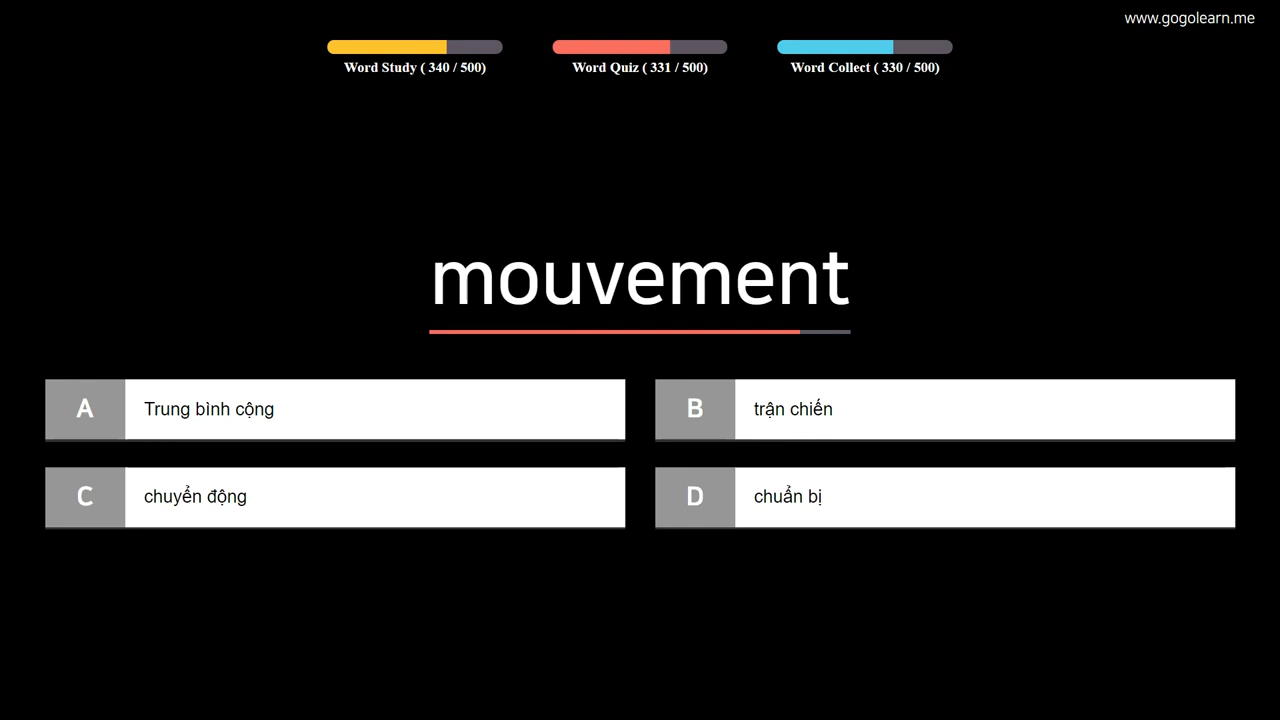 www.gogolearn.me
Word Study ( 340 / 500)
Word Quiz ( 331 / 500)
Word Collect ( 330 / 500)
mouvement
A Trung bình cộng
B trận chiến
C chuyển động
D chuẩn bị